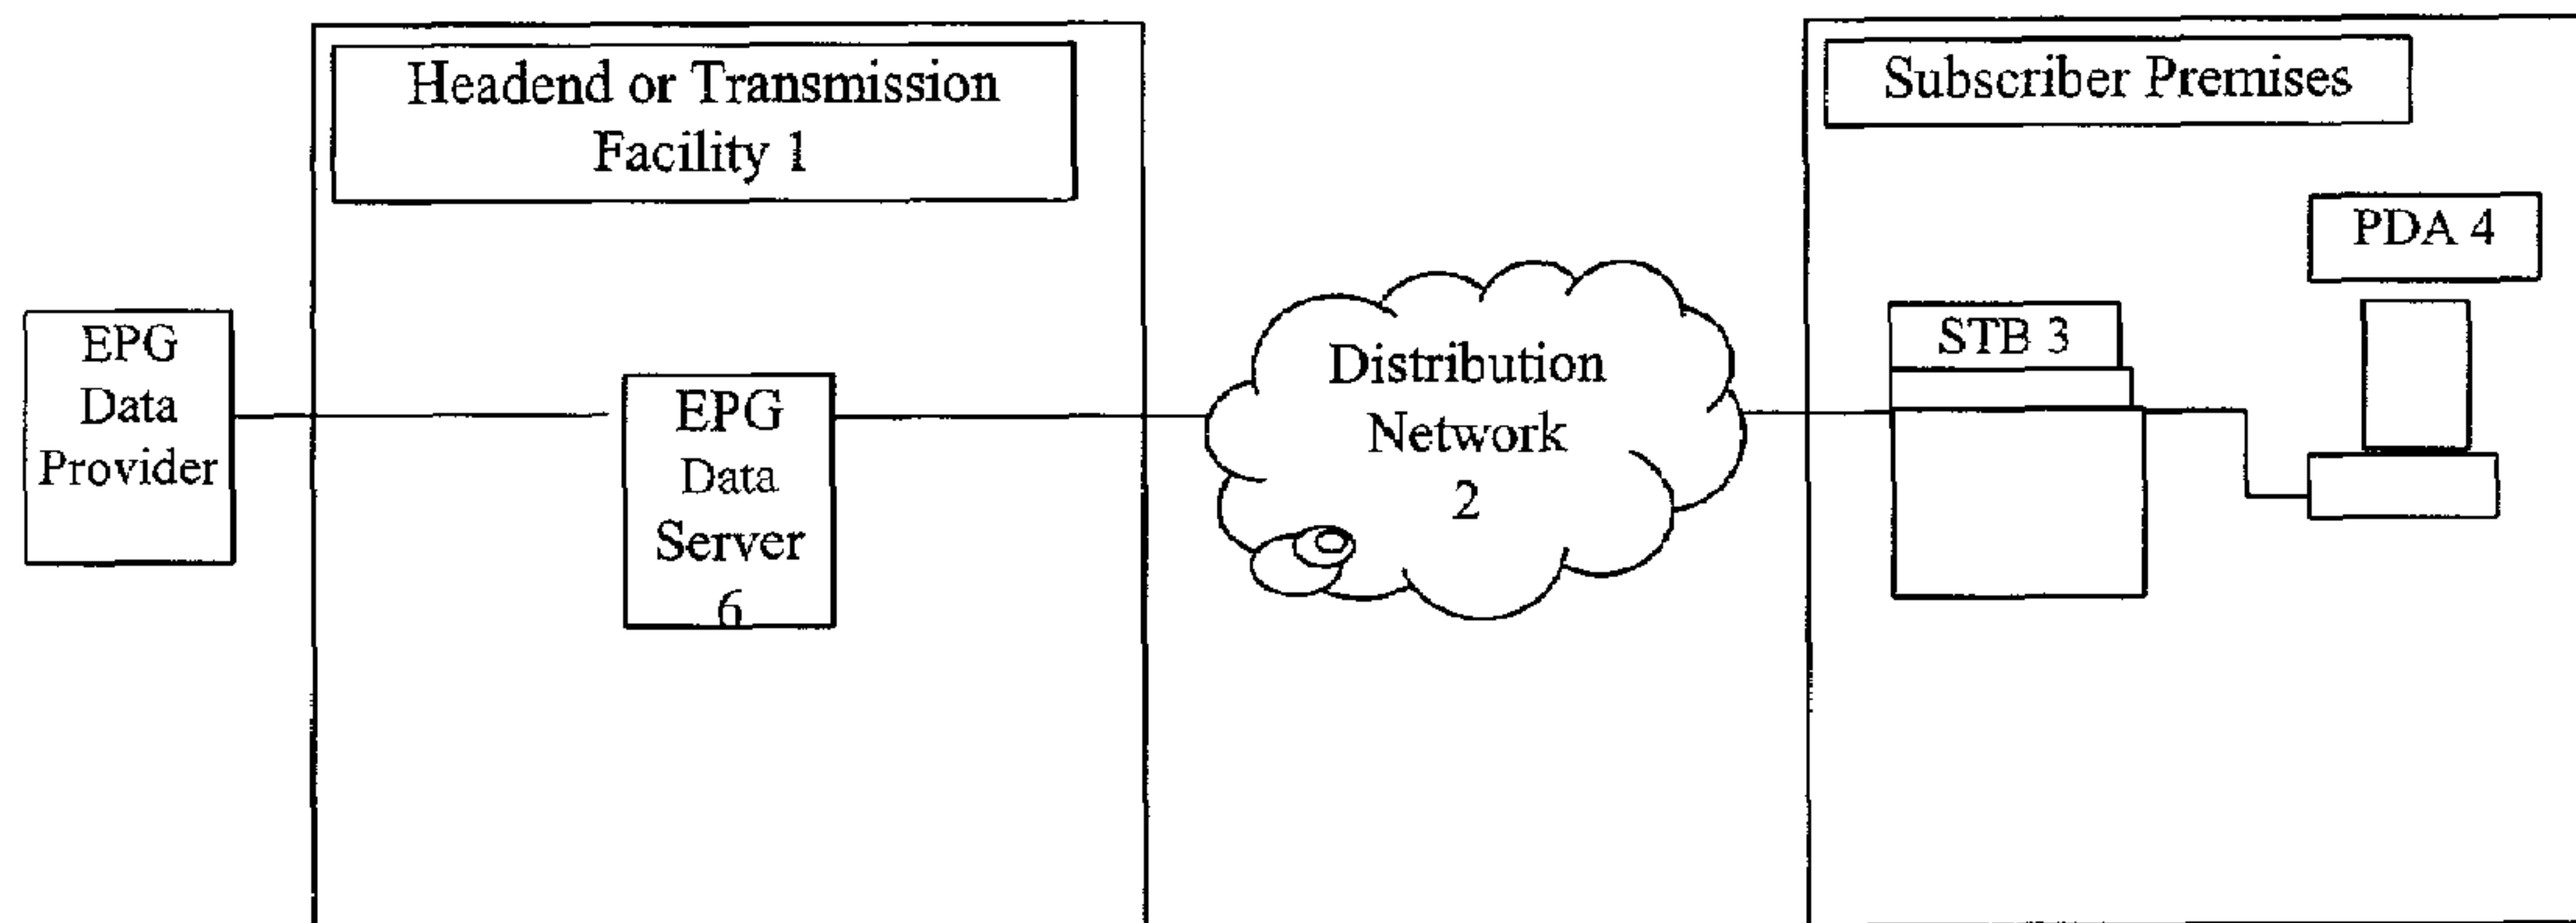 Headend or Transmission
Facility 1
Subscriber Premises
PDA 4
EPG
Data
Provider
EPG
Data
Server
6
Distribution
Network
2
STB 3